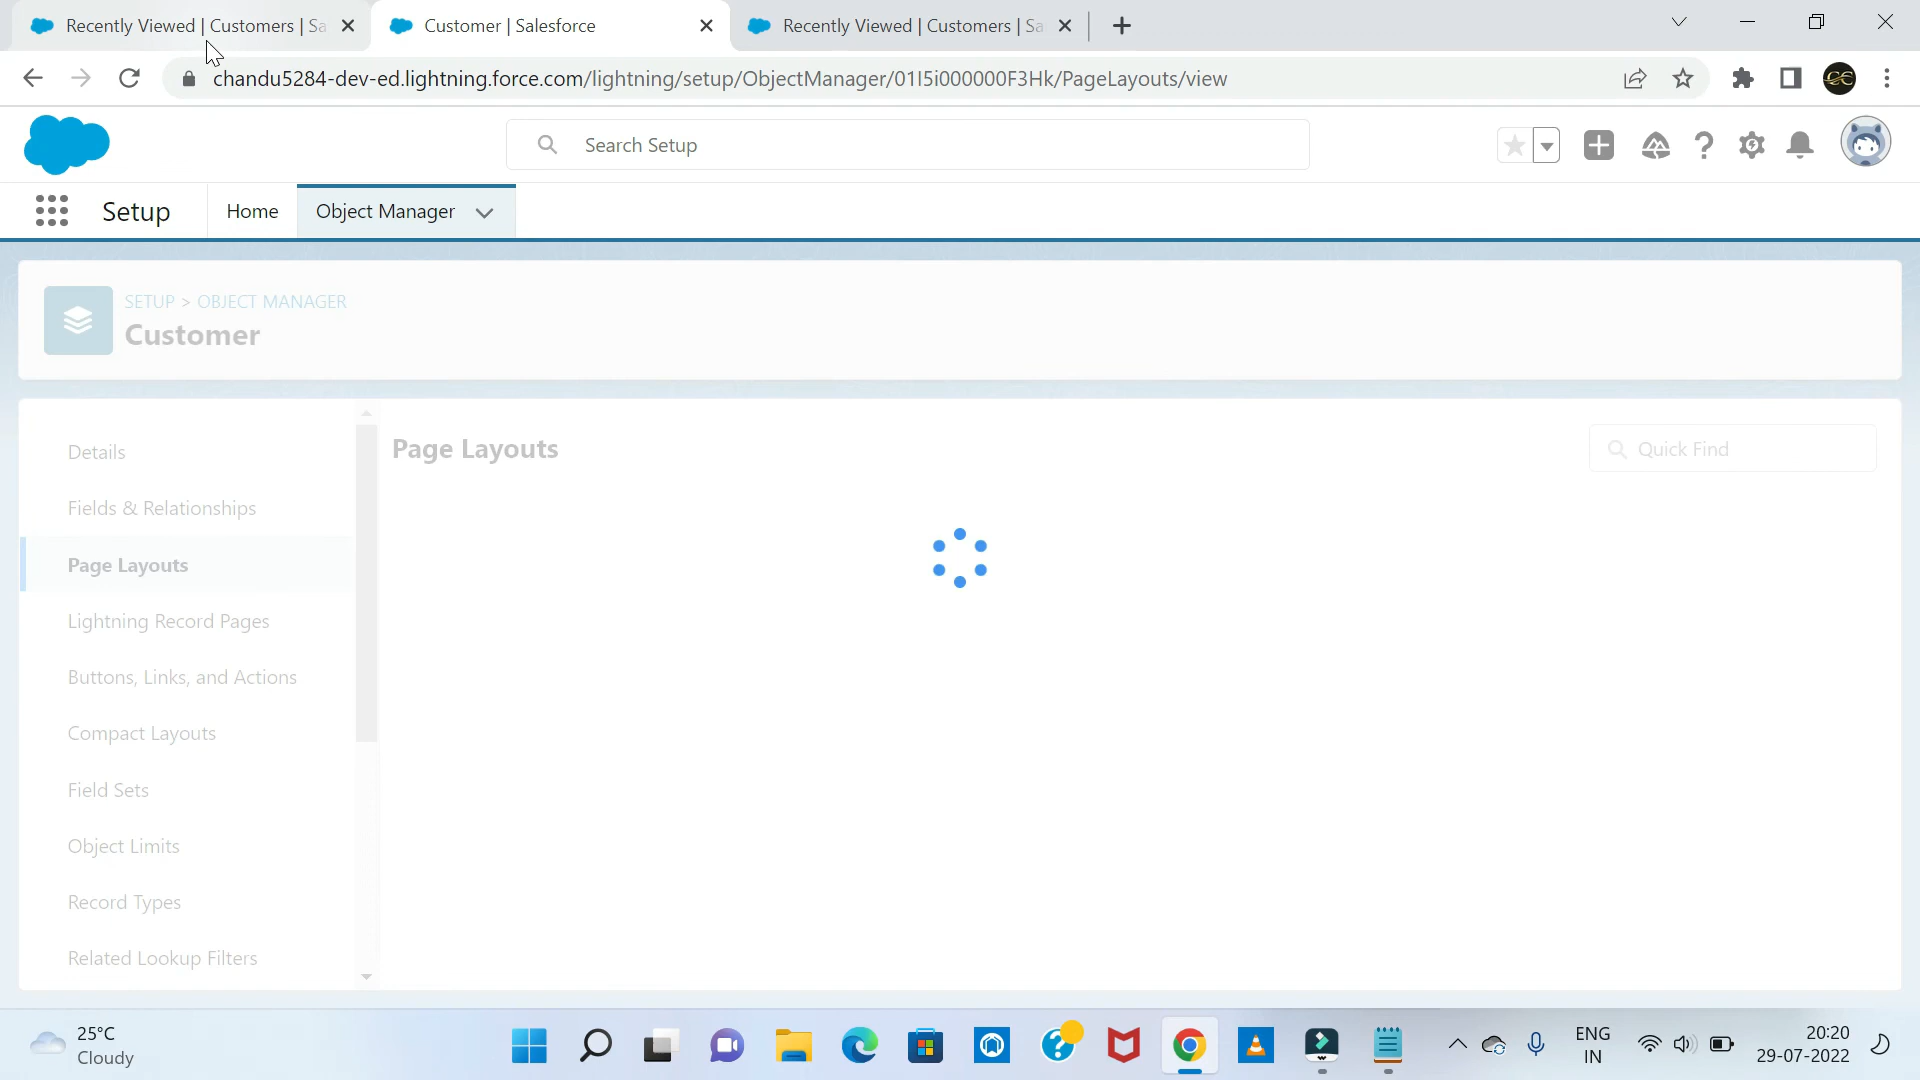 Recently Viewed | Customers | Sa
Customer | Salesforce
Recently Viewed | Customers | Sa
chandu5284-dev-ed.lightning.force.com/lightning/setup/ObjectManager/01I5i000000F3Hk/PageLayouts/view
Search Setup
Setup
Home
Object Manager
SETUP > OBJECT MANAGER
Customer
Details
Fields & Relationships
Page Layouts
Lightning Record Pages
Buttons, Links, and Actions
Compact Layouts
Field Sets
Object Limits
Record Types
Related Lookup Filters
Page Layouts
Quick Find
25°C
Cloudy
ENG
IN
20:20
29-07-2022